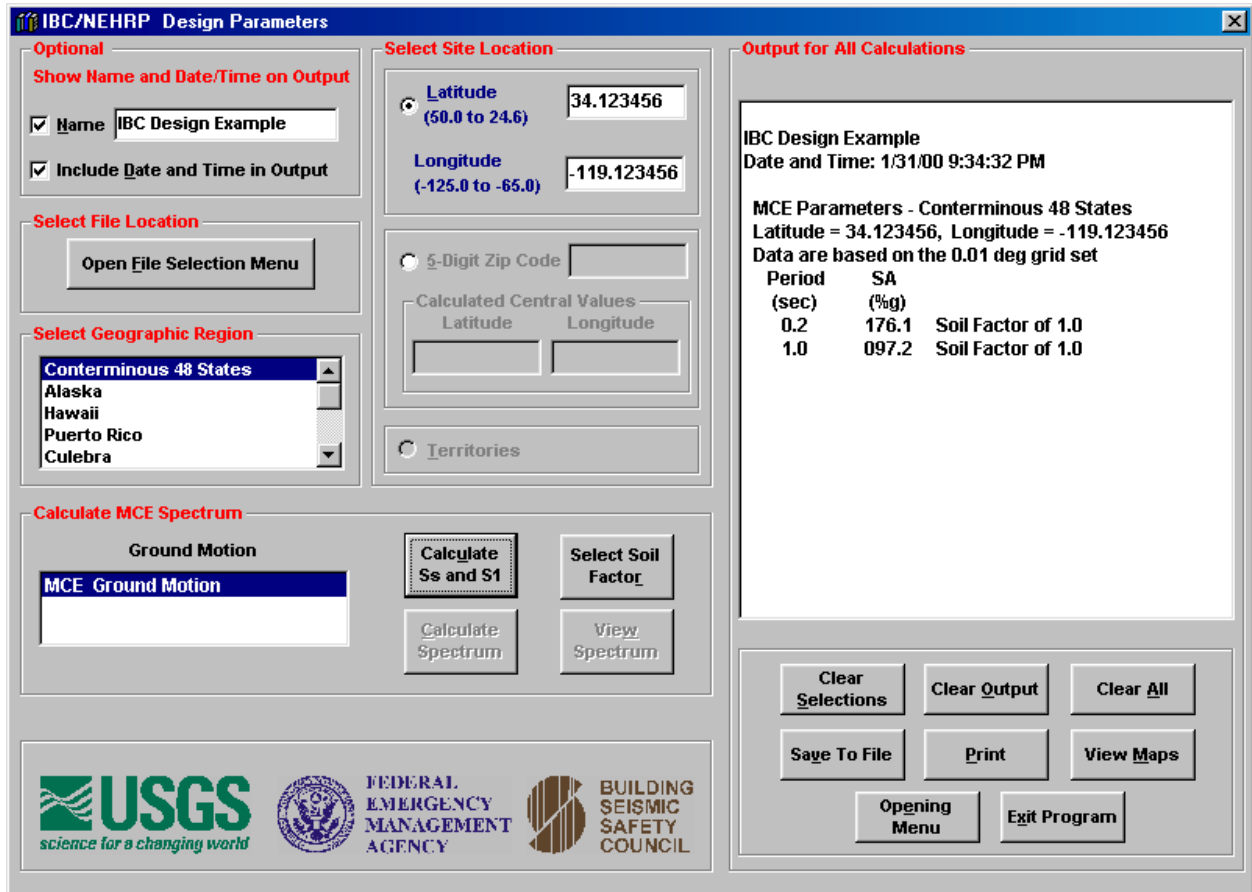 IBC/NEHRP Design Parameters
Optional
Show Name and Date/Time on Output
Name IBC Design Example
Include Date and Time in Output
Select File Location
Open File Selection Menu
Select Geographic Region
Conterminous 48 States
Alaska
Hawaii
Puerto Rico
Culebra
Select Site Location
Latitude
(50.0 to 24.6)
34.123456
Longitude
(-125.0 to -65.0)
-119.123456
5-Digit Zip Code
Calculated Central Values
Latitude Longitude
Territories
Calculate MCE Spectrum
Ground Motion
MCE Ground Motion
Calculate
Ss and S1
Select Soil
Factor
Calculate
Spectrum
View
Spectrum
USGS
science for a changing world
FEDERAL
EMERGENCY
MANAGEMENT
AGENCY
BUILDING
SEISMIC
SAFETY
COUNCIL
Output for All Calculations
IBC Design Example
Date and Time: 1/31/00 9:34:32 PM
MCE Parameters - Conterminous 48 States
Latitude = 34.123456, Longitude = -119.123456
Data are based on the 0.01 deg grid set
Period SA
(sec) (%g)
0.2 176.1 Soil Factor of 1.0
1.0 097.2 Soil Factor of 1.0
Clear
Selections
Clear Output
Clear All
Save To File
Print
View Maps
Opening
Menu
Exit Program